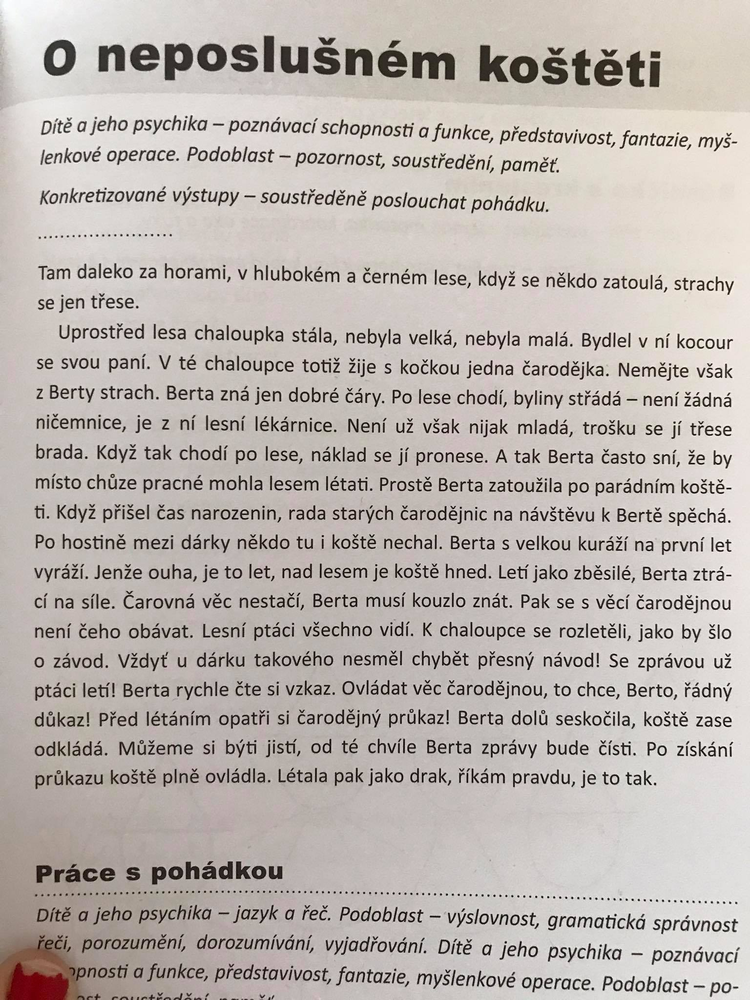 O neposlušném koštěti
Dítě a jeho psychika – poznávací schopnosti a funkce, představivost, fantazie, myš-
lenkové operace. Podoblast – pozornost, soustředění, paměť.
Konkretizované výstupy – soustředěně poslouchat pohádku.
Tam daleko za horami, v hlubokém a černém lese, když se někdo zatoulá, strachy
se jen třese.
Uprostřed lesa chaloupka stála, nebyla velká, nebyla malá. Bydlel v ní kocour
se svou paní. V té chaloupce totiž žije s kočkou jedna čarodějka. Nemějte však
z Berty strach. Berta zná jen dobré čáry. Po lese chodí, byliny střádá – není žádná
ničemnice, je z ní lesní lékárnice. Není už však nijak mladá, trošku se jí třese
brada. Když tak chodí po lese, náklad se jí pronese. A tak Berta často sní, že by
místo chůze pracné mohla lesem létati. Prostě Berta zatoužila po parádním koště-
ti. Když přišel čas narozenin, rada starých čarodějnic na návštěvu k Bertě spěchá.
Po hostině mezi dárky někdo tu i koště nechal. Berta s velkou kuráží na první let
vyráží. Jenže ouha, je to let, nad lesem je koště hned. Letí jako zběsilé, Berta ztrá-
cí na síle. Čarovná věc nestačí, Berta musí kouzlo znát. Pak se s věcí čarodějnou
není čeho obávat. Lesní ptáci všechno vidí. K chaloupce se rozletěli, jako by šlo
o závod. Vždyť u dárku takového nesměl chybět přesný návod! Se zprávou už
ptáci letí! Berta rychle čte si vzkaz. Ovládat věc čarodějnou, to chce, Berto, řádný
důkaz! Před létáním opatři si čarodějný průkaz! Berta dolů seskočila, koště zase
odkládá. Můžeme si býti jistí, od té chvíle Berta zprávy bude čísti. Po získání
průkazu koště plně ovládla. Létala pak jako drak, říkám pravdu, je to tak.
Práce s pohádkou
Dítě a jeho psychika – jazyk a řeč. Podoblast – výslovnost, gramatická správnost
řeči, porozumění, dorozumívání, vyjadřování. Dítě a jeho psychika – poznávací
opnosti a funkce, představivost, fantazie, myšlenkové operace. Podoblast – po-
soustředění, paměť.